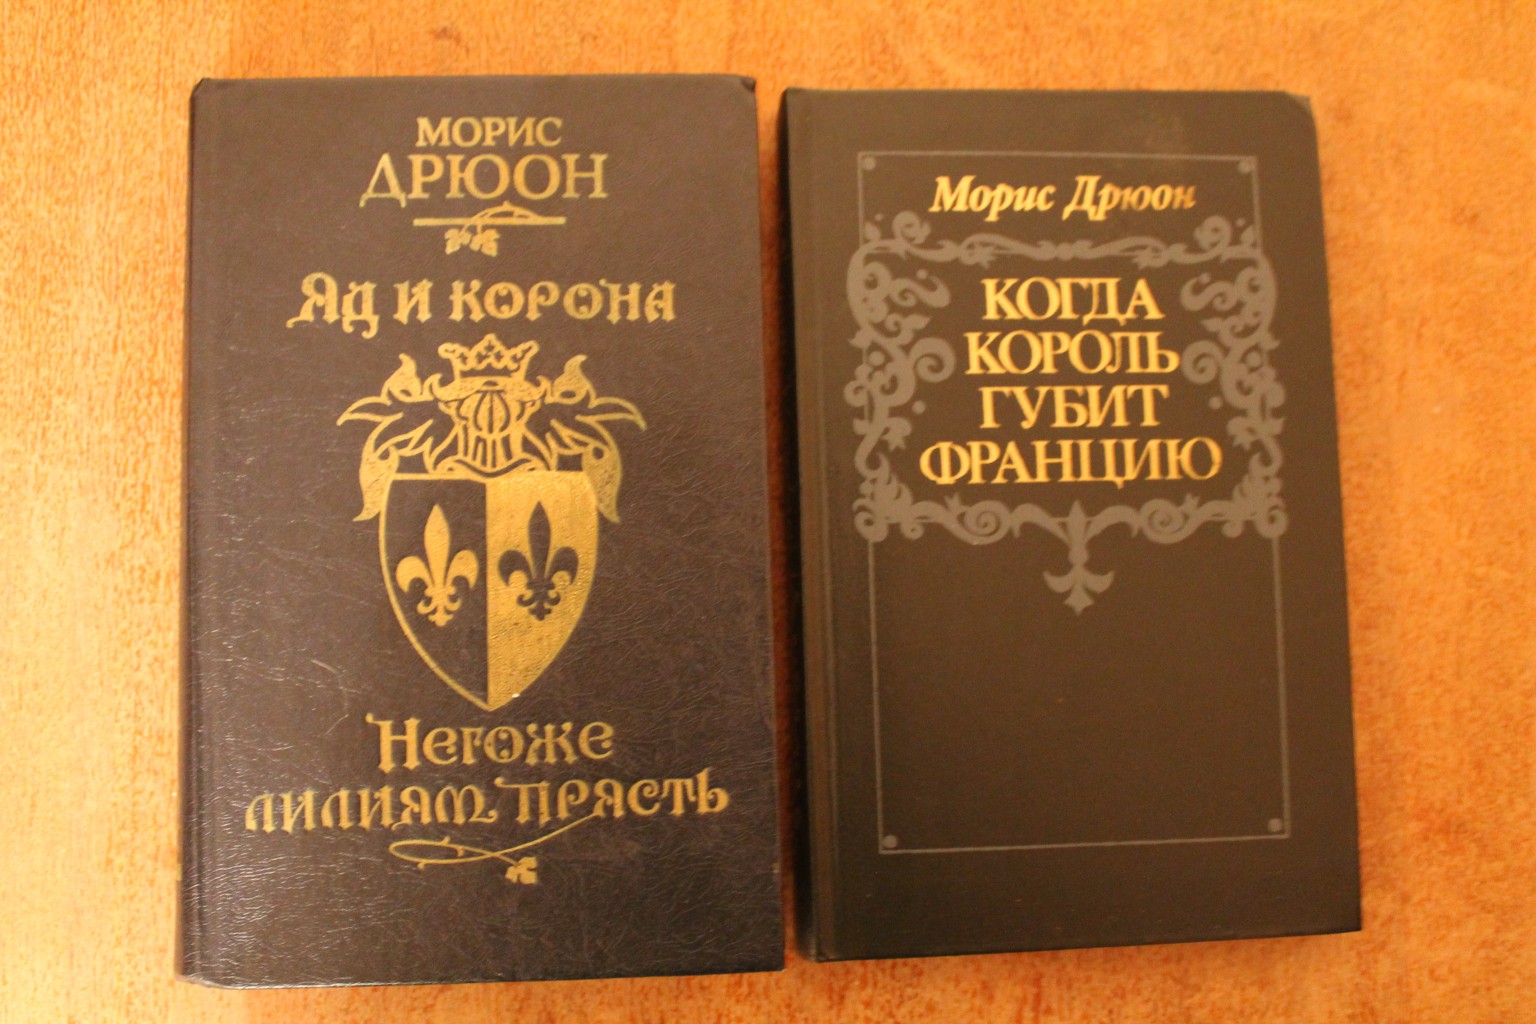 МОРИС
ДРЮОН
Яд и корона
Негоже
лилиям прясть
Морис Дрюон
КОГДА
КОРОЛЬ
ГУБИТ
ФРАНЦИЮ